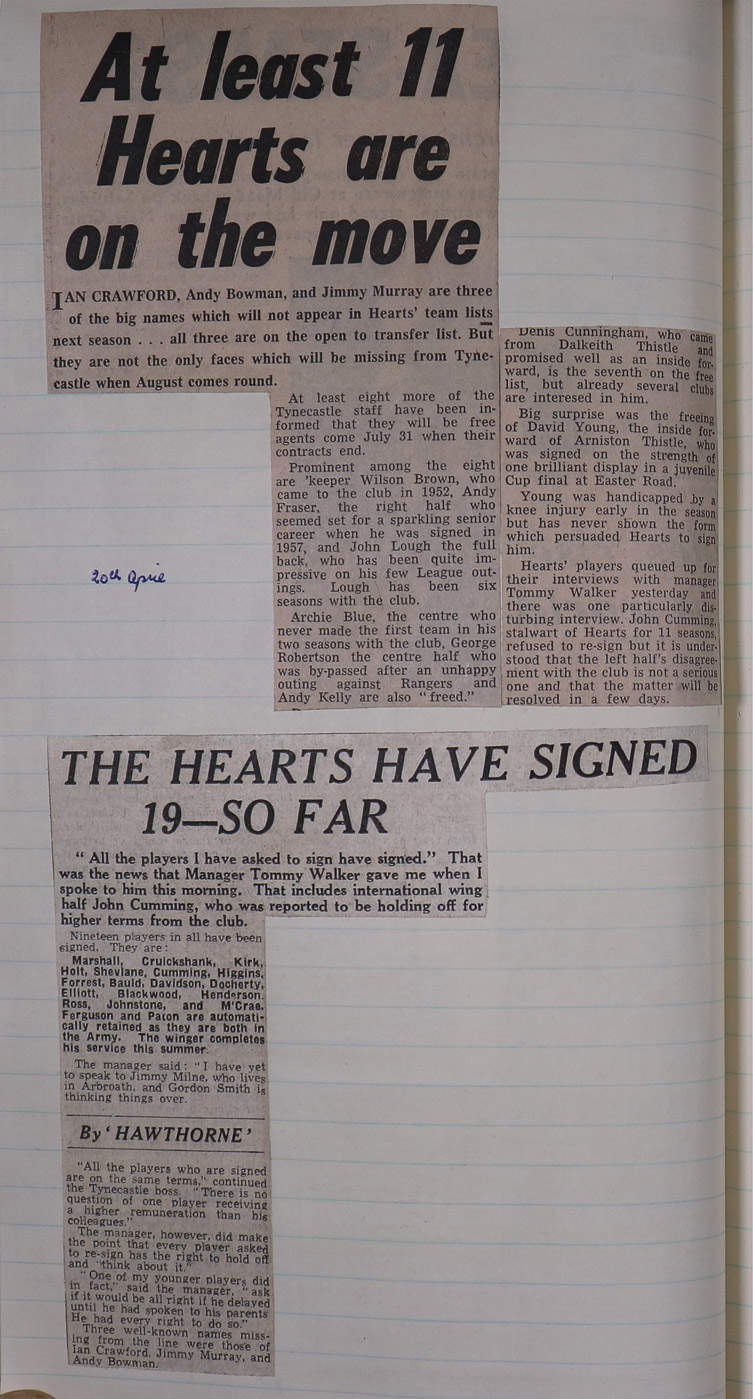 At least 11
Hearts are
on the move
IAN CRAWFORD, Andy Bowman, and Jimmy Murray are three
of the big names which will not appear in Hearts' team lists
next season . . . all three are on the open to transfer list. But
they are not the only faces which will be missing from Tyne-
castle when August comes round.
At least eight more of the
Tynecastle staff have been in-
formed that they will be free
agents come July 31 when their
contracts end.
Prominent among the eight
are 'keeper Wilson Brown, who
came to the club in 1952, Andy
Fraser, the right half who
seemed set for a sparkling senior
career when he was signed in
1957, and John Lough the full
back, who has been quite im-
pressive on his few League out-
ings. Lough has been six
seasons with the club.
Archie Blue, the centre who
never made the first team in his
two seasons with the club, George
Robertson the centre half who
was by-passed after an unhappy
outing against Rangers and
Andy Kelly are also "freed."
Denis Cunningham, who came
from Dalkeith Thistle and
promised well as an inside for-
ward, is the seventh on the free
list, but already several clubs
are interesed in him.
Big surprise was the freeing
of David Young, the inside for-
ward of Arniston Thistle, who
was signed on the strength of
one brilliant display in a juvenile
Cup final at Easter Road.
Young was handicapped by a
knee injury early in the season
but has never shown the form
which persuaded Hearts to sign
him.
Hearts' players queued up for
their interviews with manager
Tommy Walker yesterday and
there was one particularly dis-
turbing interview. John Cumming,
stalwart of Hearts for 11 seasons,
refused to re-sign but it is under-
stood that the left half's disagree-
ment with the club is not a serious
one and that the matter will be
resolved in a few days.
20th April
THE HEARTS HAVE SIGNED
19—SO FAR
" All the players I have asked to sign have signed." That
was the news that Manager Tommy Walker gave me when I
spoke to him this morning. That includes international wing
half John Cumming, who was reported to be holding off for
higher terms from the club.
Nineteen players in all have been
signed. They are:
Marshall, Cruickshank, Kirk,
Holt, Shevlane, Cumming, Higgins,
Forrest, Bauld, Davidson, Docherty,
Elliott, Blackwood, Henderson.
Ross, Johnstone, and M'Crae.
Ferguson and Paton are automati-
cally retained as they are both in
the Army. The winger completes
his service this summer.
The manager said: "I have yet
to speak to Jimmy Milne, who lives
in Arbroath, and Gordon Smith is
thinking things over.
By 'HAWTHORNE'
"All the players who are signed
are on the same terms," continued
the Tynecastle boss. "There is no
question of one player receiving
a higher remuneration than his
colleagues."
The manager, however, did make
the point that every player asked
to re-sign has the right to hold off
and "think about it."
"One of my younger players did
in fact," said the manager, "ask
if it would be all right if he delayed
until he had spoken to his parents
He had every right to do so."
Three well-known names miss-
ing from the line were those of
Ian Crawford, Jimmy Murray, and
Andy Bowman.